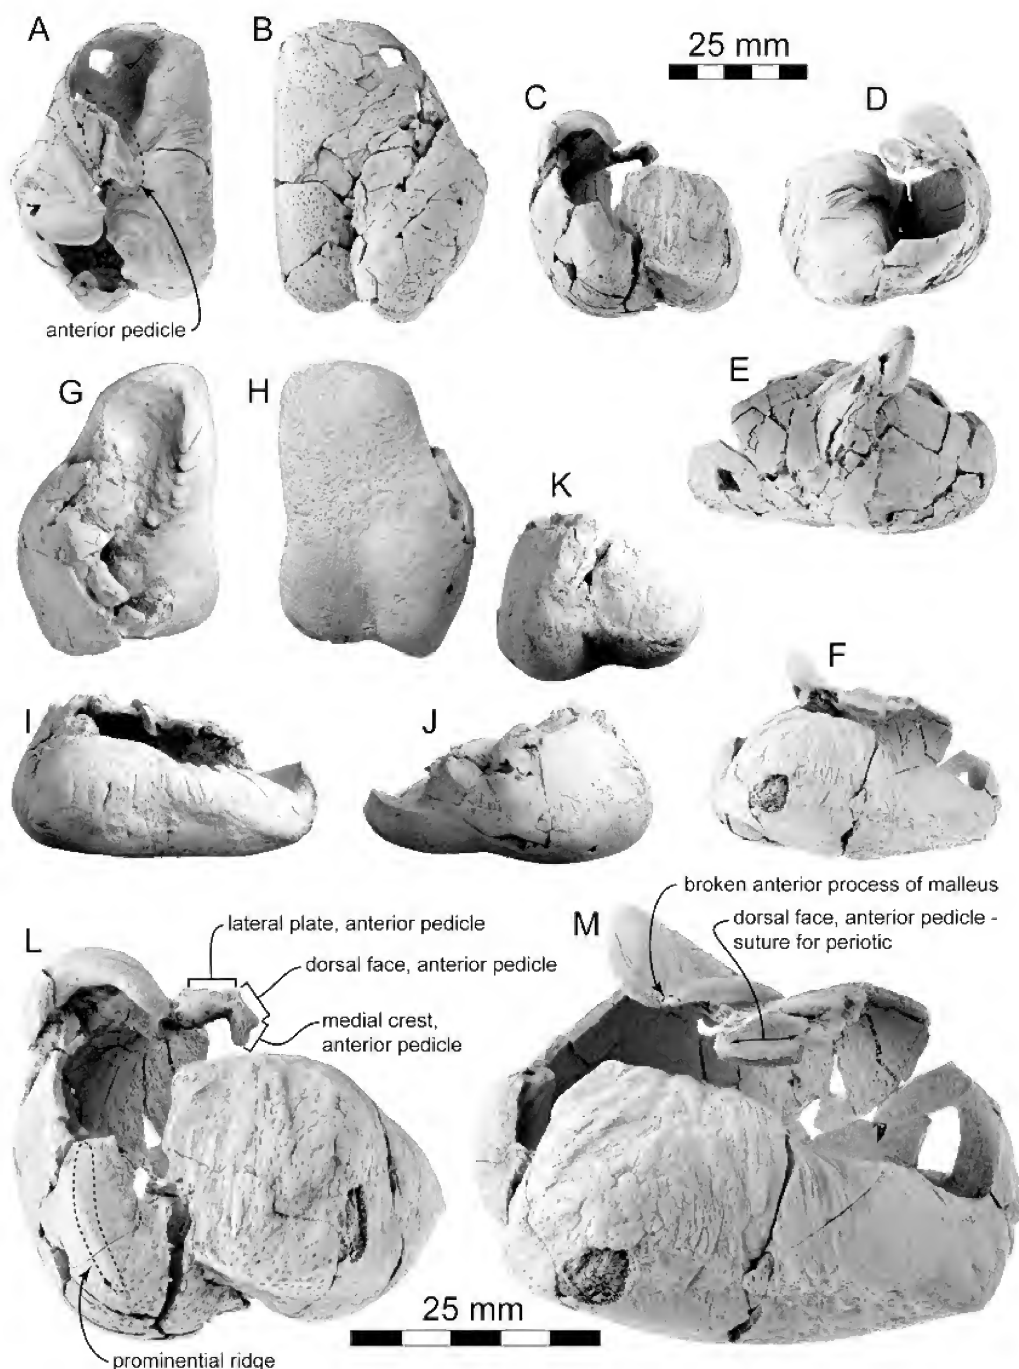 A
B
25 mm
C
D
anterior pedicle
E
G
H
K
F
I
J
broken anterior process of malleus
dorsal face, anterior pedicle -
suture for periotic
L
lateral plate, anterior pedicle
M
dorsal face, anterior pedicle
medial crest,
anterior pedicle
25 mm
prominential ridge